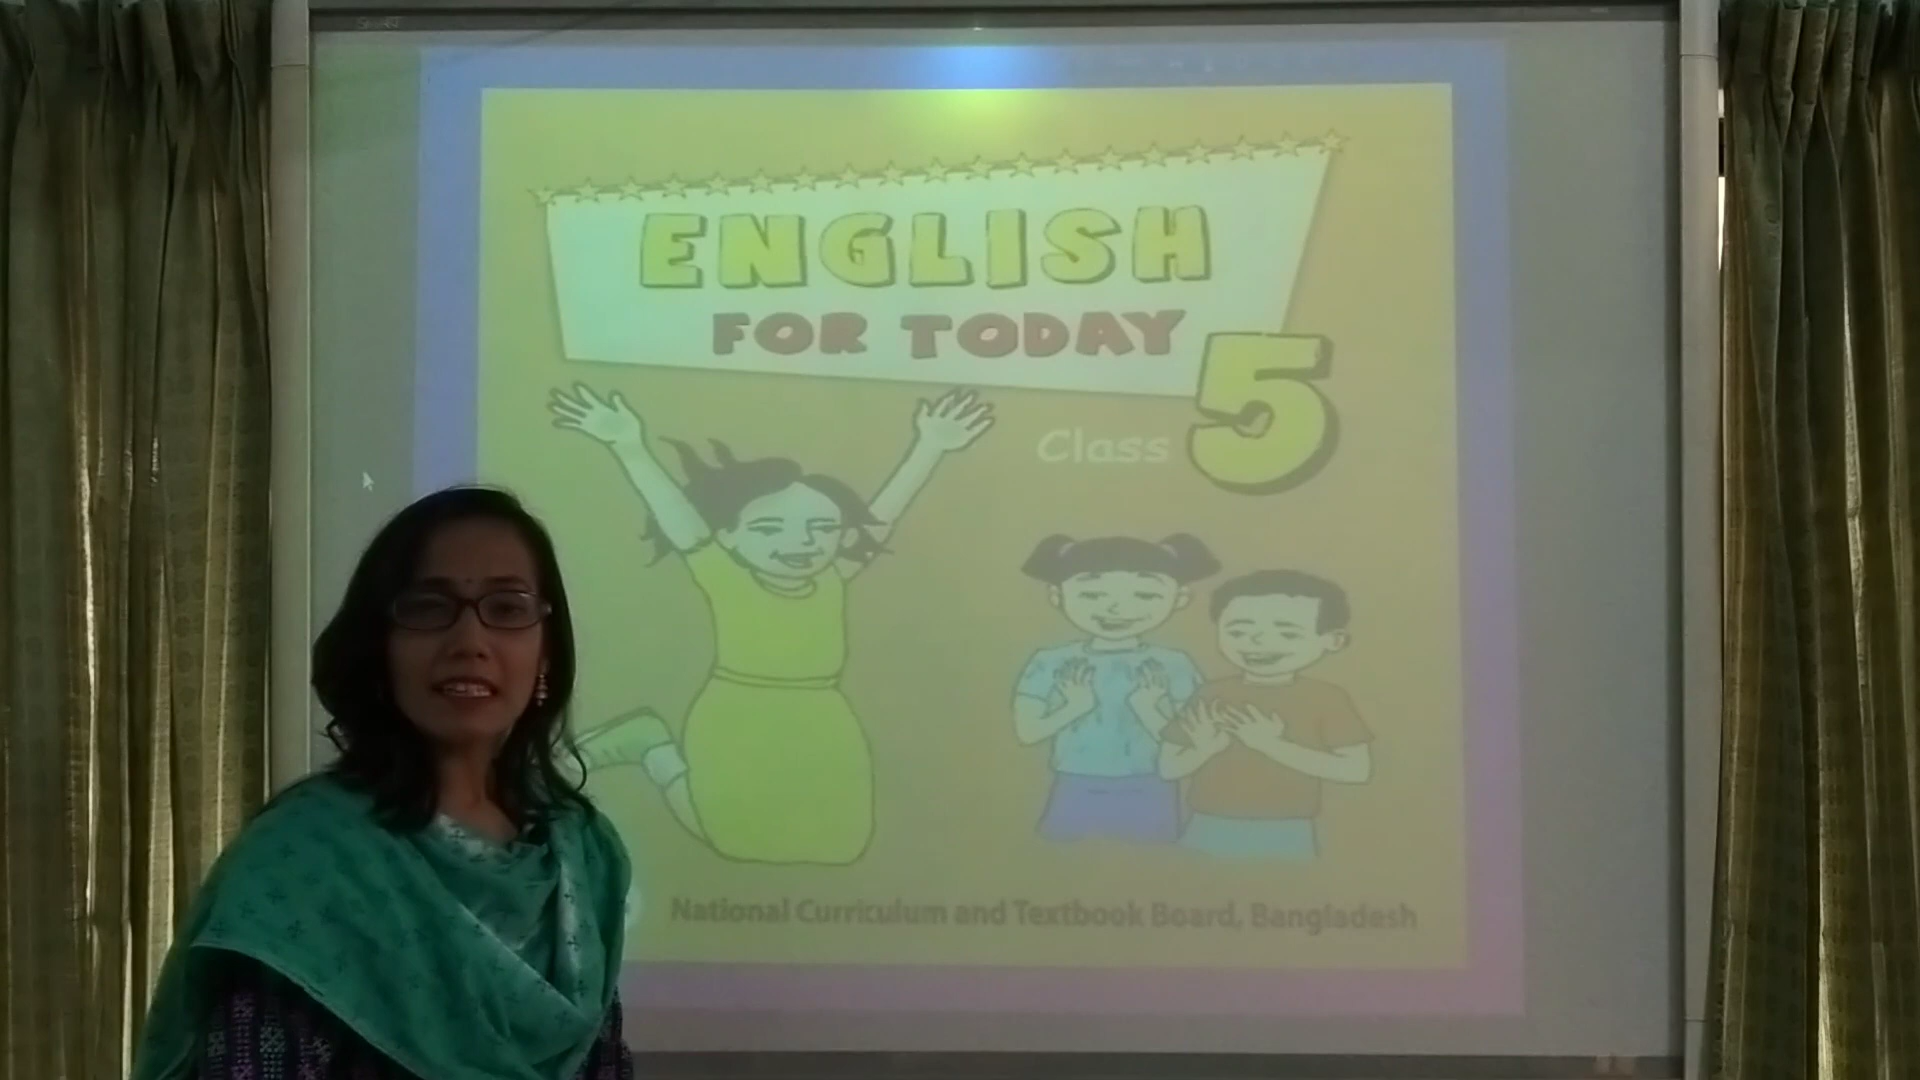 ENGLISH
FOR TODAY
Class 5
National Curriculum and Textbook Board, Bangladesh